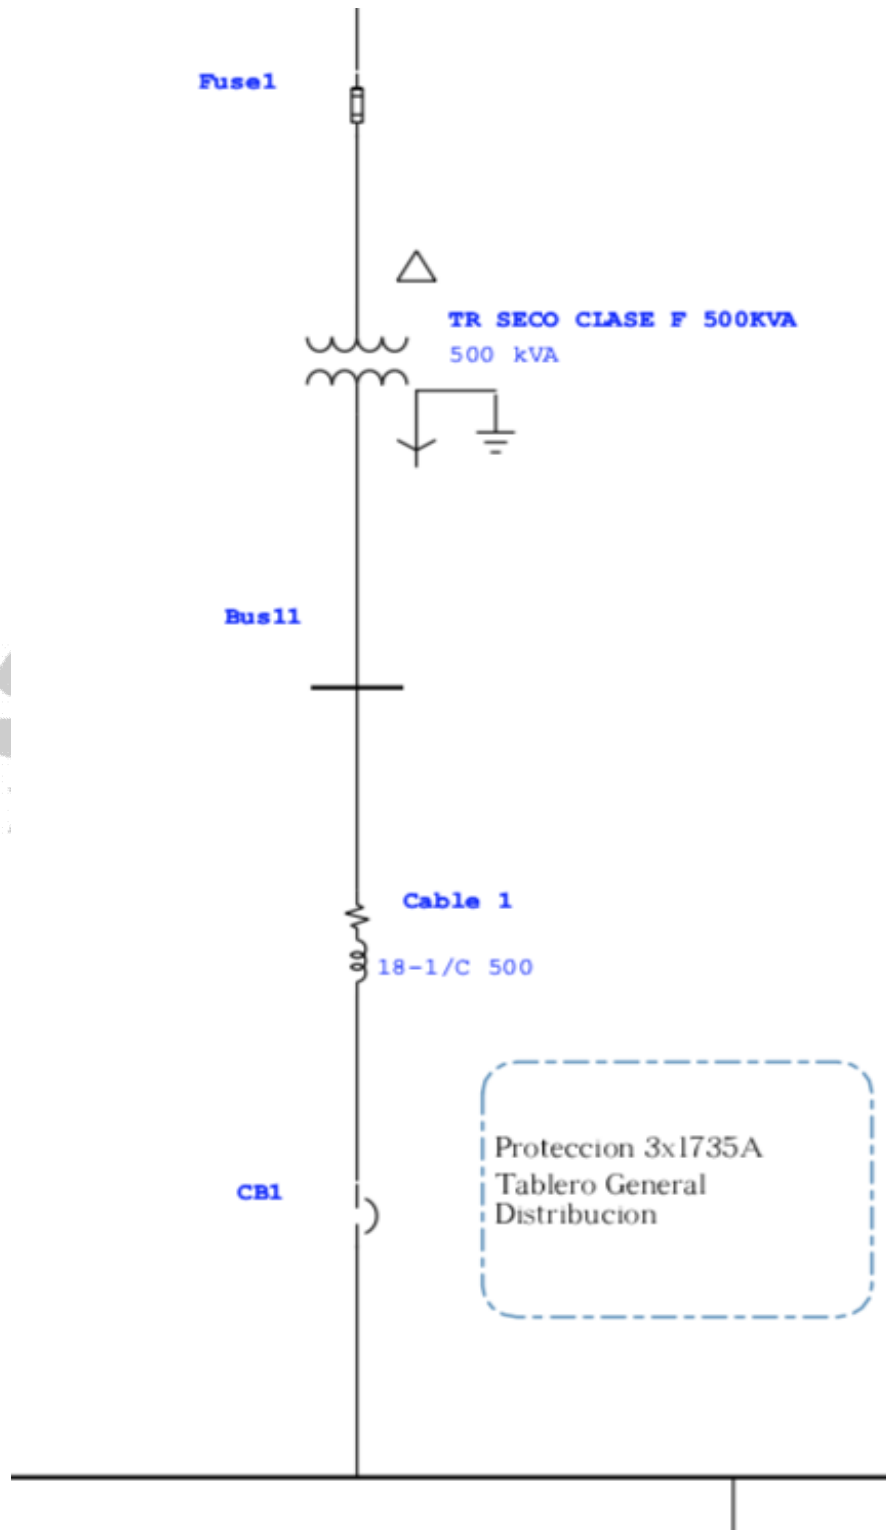 Fuse1
TR SECO CLASE F 500KVA
500 kVA
Bus11
Cable 1
18-1/C 500
Proteccion 3x1735A
Tablero General
CB1
Distribucion